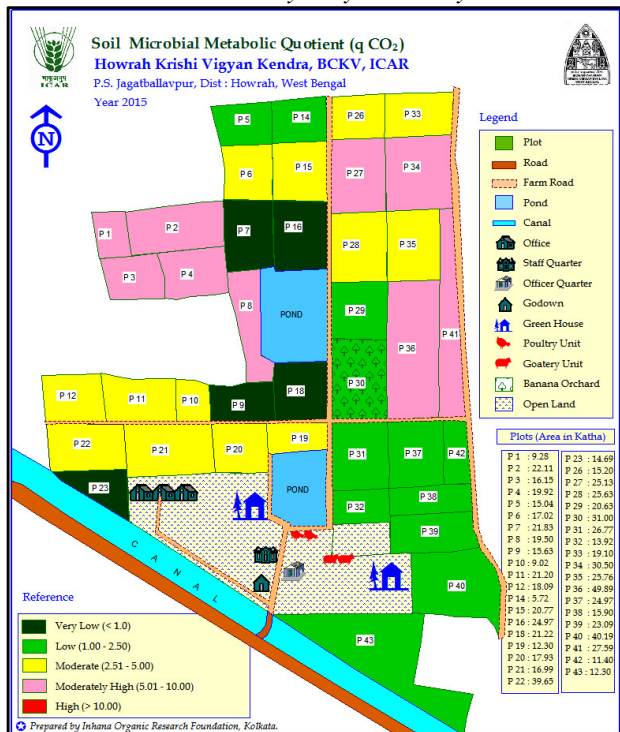 Soil Microbial Metabolic Quotient (q CO₂)
Howrah Krishi Vigyan Kendra, BCKV, ICAR
P.S. Jagatballavpur, Dist : Howrah, West Bengal
Year 2015
भाकृअनुप
ICAR
N
Legend
Plot
Road
Farm Road
Pond
Canal
Office
Staff Quarter
Officer Quarter
Godown
Green House
Poultry Unit
Goatery Unit
Banana Orchard
Open Land
P 5
P 14
P 26
P 33
P 6
P 15
P 27
P 34
P 1
P 2
P 7
P 16
P 28
P 35
P 3
P 4
P 8
POND
P 29
P 41
P 36
P 30
P 12
P 11
P 10
P 9
P 18
P 22
P 21
P 20
P 19
P 31
P 37
P 42
P 23
POND
P 32
P 38
P 39
P 40
P 43
CANAL
Plots (Area in Katha)
P 1 : 9.28
P 2 : 22.11
P 3 : 16.15
P 4 : 19.92
P 5 : 15.04
P 6 : 17.02
P 7 : 21.83
P 8 : 19.50
P 9 : 15.63
P 10 : 9.02
P 11 : 21.20
P 12 : 18.09
P 14 : 5.72
P 15 : 20.77
P 16 : 24.97
P 18 : 21.22
P 19 : 12.30
P 20 : 17.93
P 21 : 16.99
P 22 : 39.65
P 23 : 14.69
P 26 : 15.20
P 27 : 25.13
P 28 : 25.63
P 29 : 20.63
P 30 : 31.00
P 31 : 26.77
P 32 : 13.92
P 33 : 19.10
P 34 : 30.50
P 35 : 25.76
P 36 : 49.89
P 37 : 24.97
P 38 : 15.90
P 39 : 23.09
P 40 : 40.19
P 41 : 27.59
P 42 : 11.40
P 43 : 12.30
Reference
Very Low (< 1.0)
Low (1.00 - 2.50)
Moderate (2.51 - 5.00)
Moderately High (5.01 - 10.00)
High (> 10.00)
Prepared by Inhana Organic Research Foundation, Kolkata.